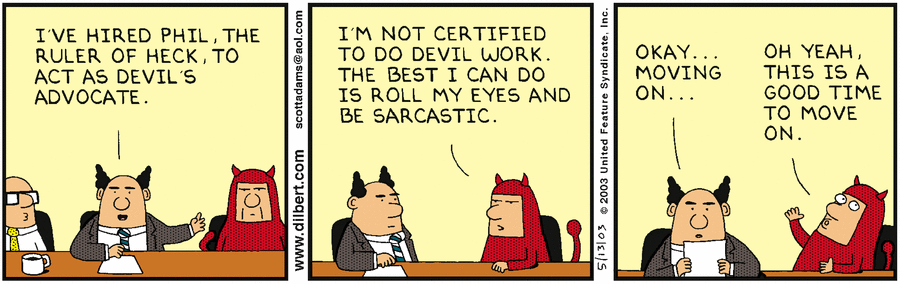 I'VE HIRED PHIL, THE
RULER OF HECK, TO
ACT AS DEVIL'S
ADVOCATE.
www.dilbert.com
scottadams@aol.com
I'M NOT CERTIFIED
TO DO DEVIL WORK.
THE BEST I CAN DO
IS ROLL MY EYES AND
BE SARCASTIC.
5/13/03 © 2003 United Feature Syndicate, Inc.
OKAY...
MOVING
ON...
OH YEAH,
THIS IS A
GOOD TIME
TO MOVE
ON.